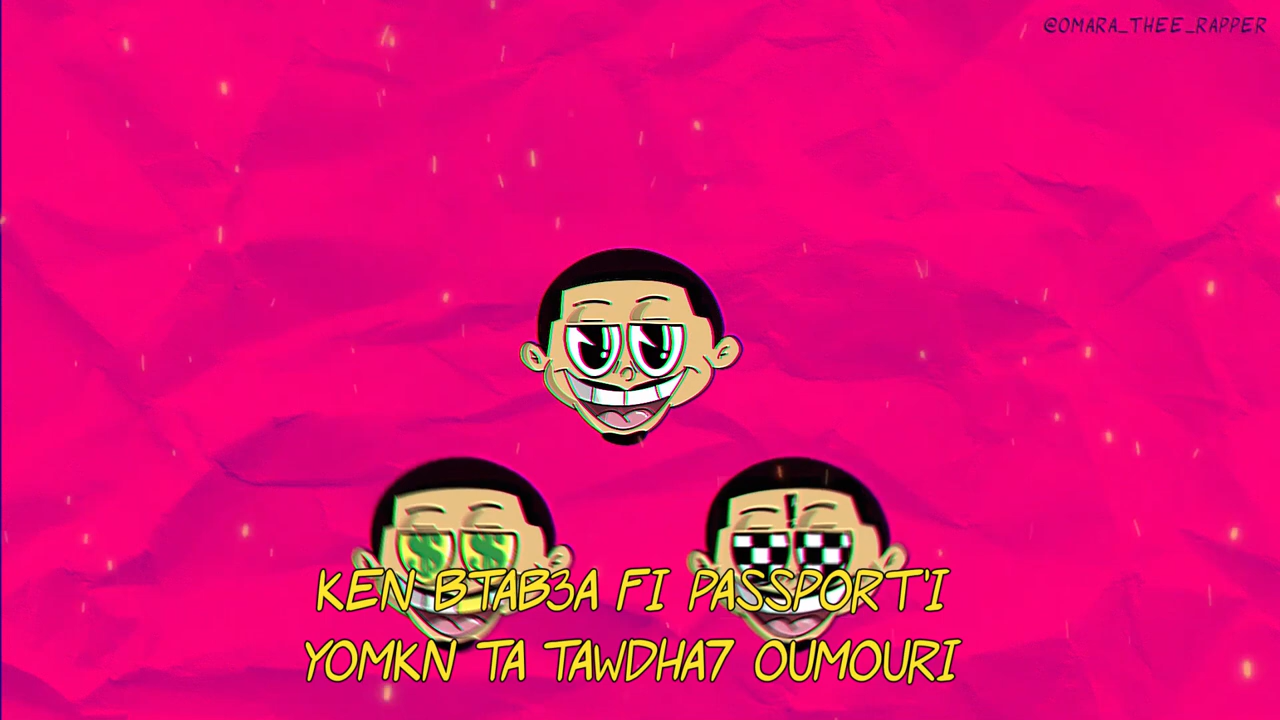 @OMARA_THEE_RAPPER
KEN BTAB3A FI PASSPORT'I
YOMKN TA TAWDHA7 OUMOURI